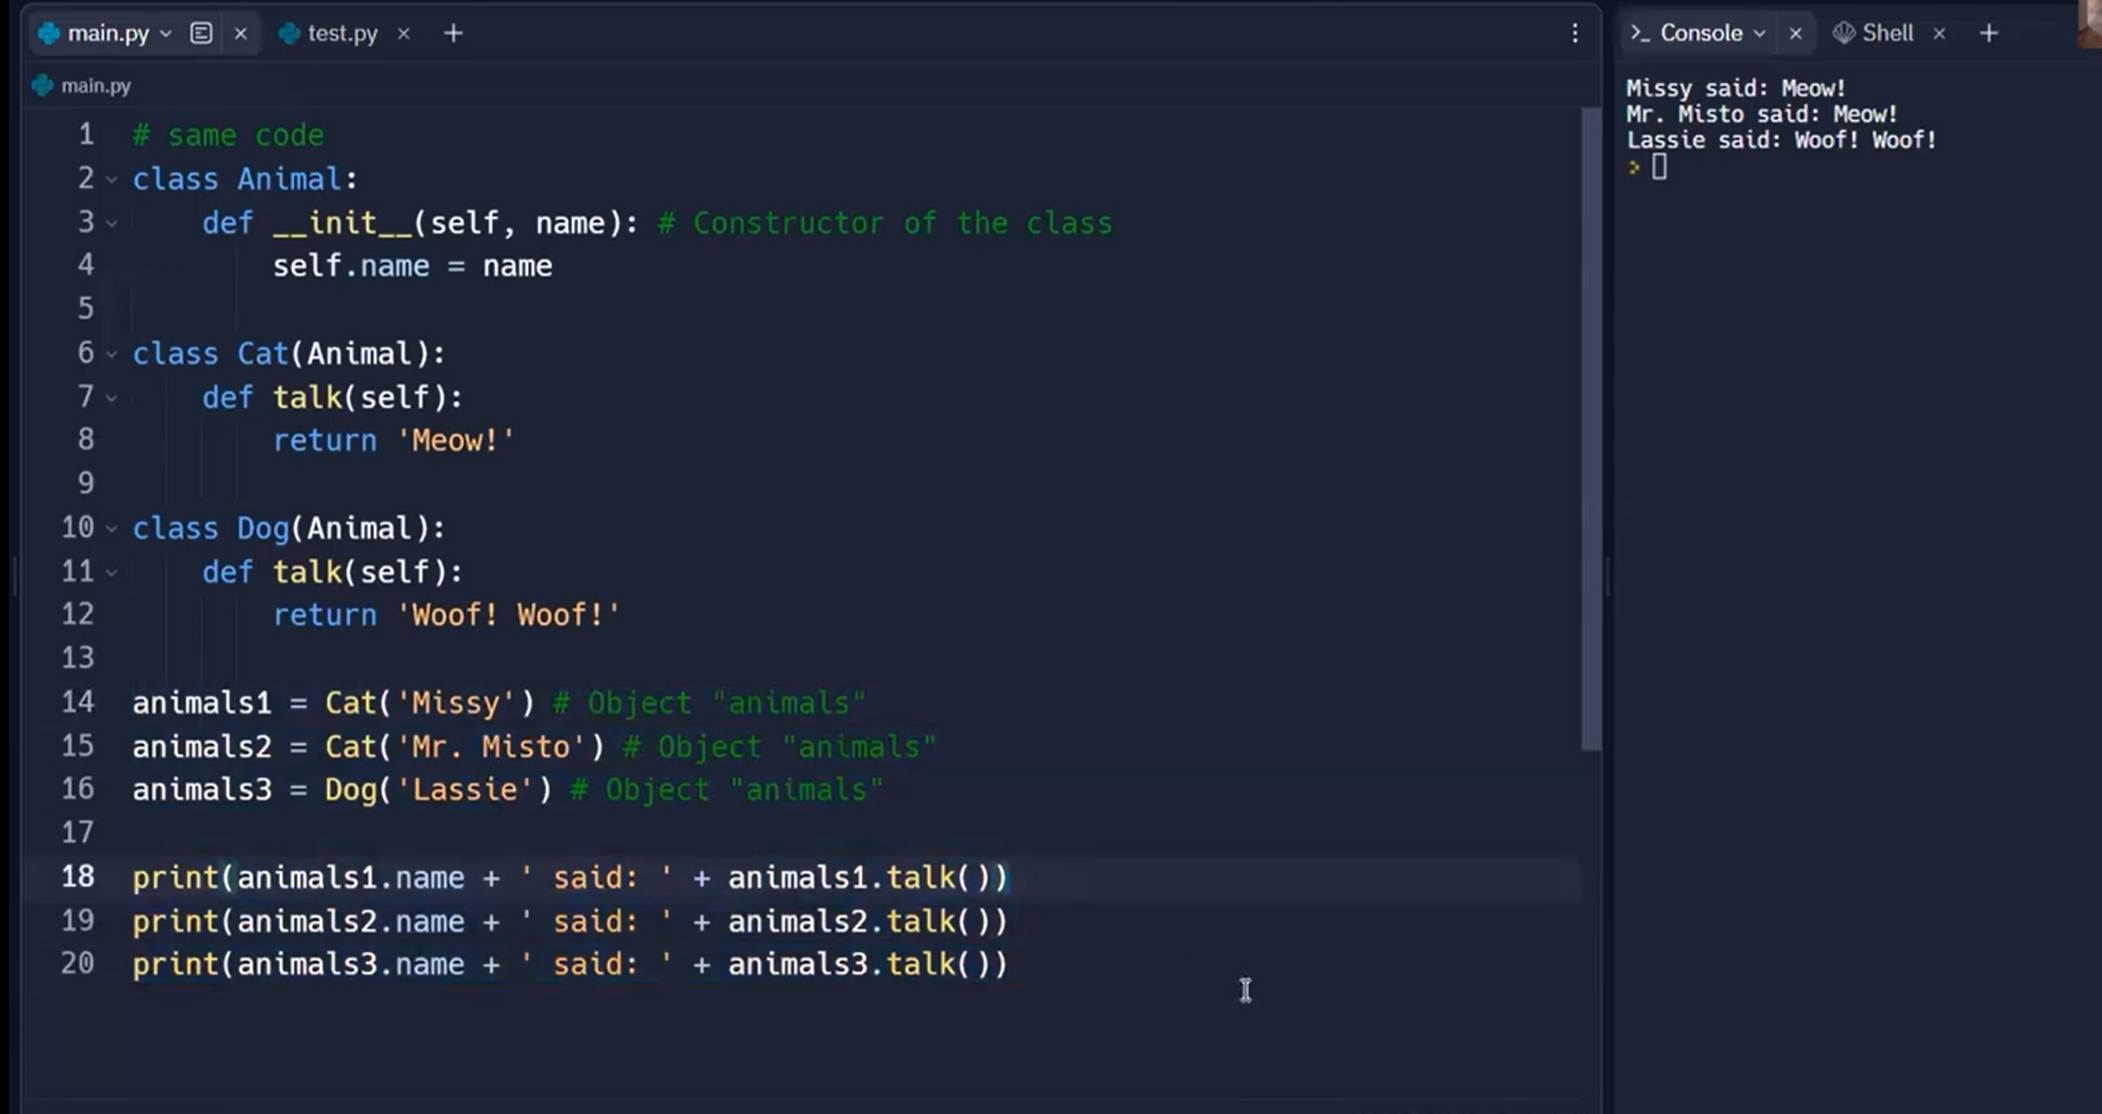 main.py
test.py
Console
Shell
main.py
1 # same code
2 class Animal:
3     def __init__(self, name): # Constructor of the class
4         self.name = name
5
6 class Cat(Animal):
7     def talk(self):
8         return 'Meow!'
9
10 class Dog(Animal):
11     def talk(self):
12         return 'Woof! Woof!'
13
14 animals1 = Cat('Missy') # Object "animals"
15 animals2 = Cat('Mr. Misto') # Object "animals"
16 animals3 = Dog('Lassie') # Object "animals"
17
18 print(animals1.name + ' said: ' + animals1.talk())
19 print(animals2.name + ' said: ' + animals2.talk())
20 print(animals3.name + ' said: ' + animals3.talk())
Missy said: Meow!
Mr. Misto said: Meow!
Lassie said: Woof! Woof!
>